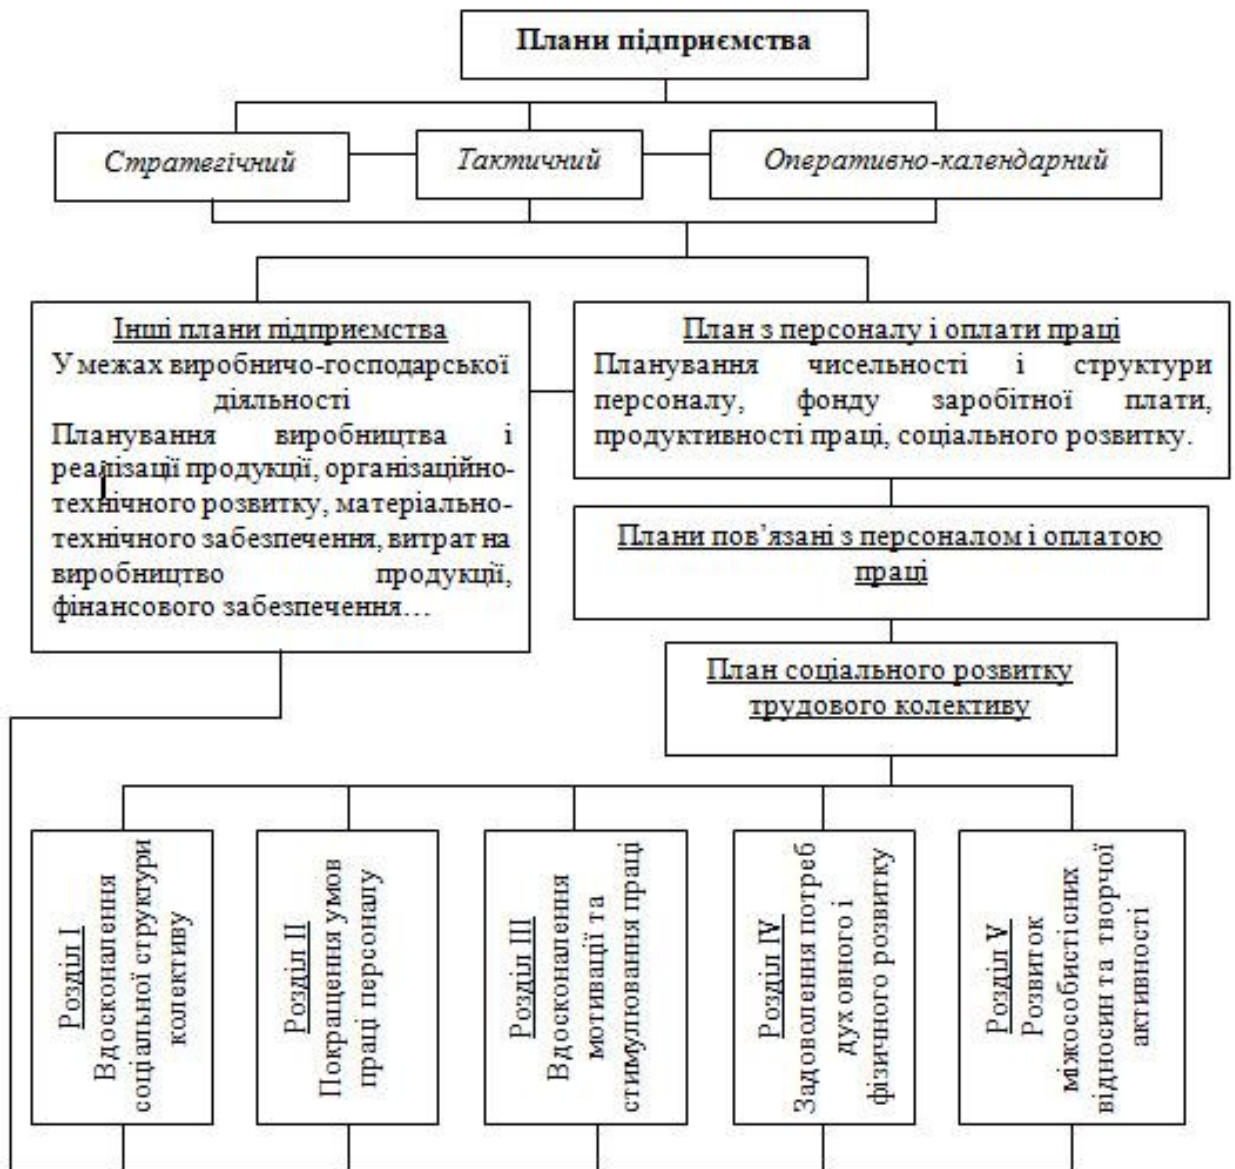 Плани підприємства
Стратегічний
Тактичний
Оперативно-календарний
Інші плани підприємства
У межах виробничо-господарської
діяльності
Планування виробництва і
реалізації продукції, організаційно-
технічного розвитку, матеріально-
технічного забезпечення, витрат на
виробництво продукції,
фінансового забезпечення…
План з персоналу і оплати праці
Планування чисельності і структури
персоналу, фонду заробітної плати,
продуктивності праці, соціального розвитку.
Плани пов’язані з персоналом і оплатою
праці
План соціального розвитку
трудового колективу
Розділ I
Вдосконалення
соціальної структури
колективу
Розділ II
Покращення умов
праці персоналу
Розділ III
Вдосконалення
мотивації та
стимулювання праці
Розділ IV
Задоволення потреб
духовного і
фізичного розвитку
Розділ V
Розвиток
міжособистісних
відносин та творчої
активності